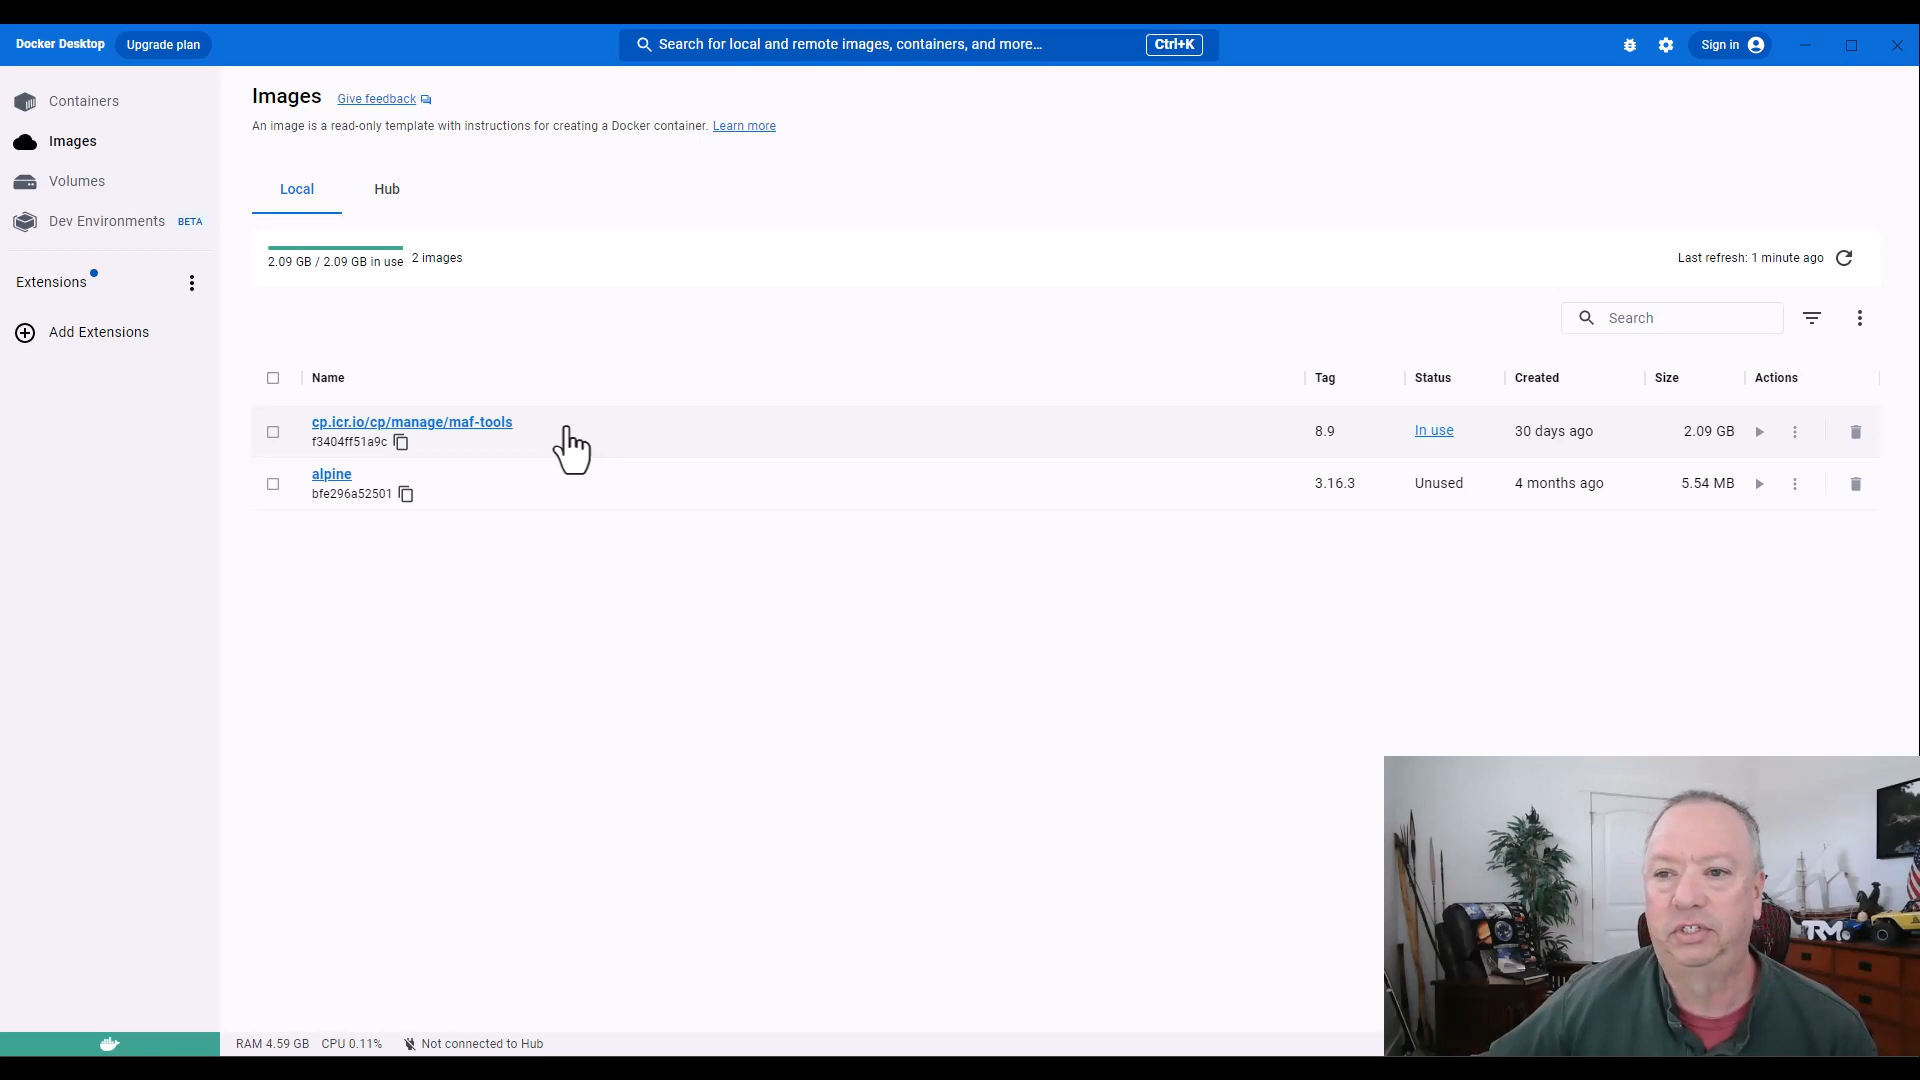 Docker Desktop Upgrade plan Search for local and remote images, containers, and more... Ctrl+K Sign in
Containers
Images
Volumes
Dev Environments BETA
Extensions
Add Extensions
Images Give feedback
An image is a read-only template with instructions for creating a Docker container. Learn more
Local Hub
2.09 GB / 2.09 GB in use 2 images Last refresh: 1 minute ago
Search
Name Tag Status Created Size Actions
cp.icr.io/cp/manage/maf-tools 8.9 In use 30 days ago 2.09 GB
f3404ff51a9c
alpine 3.16.3 Unused 4 months ago 5.54 MB
bfe296a52501
RAM 4.59 GB CPU 0.11% Not connected to Hub
TRM